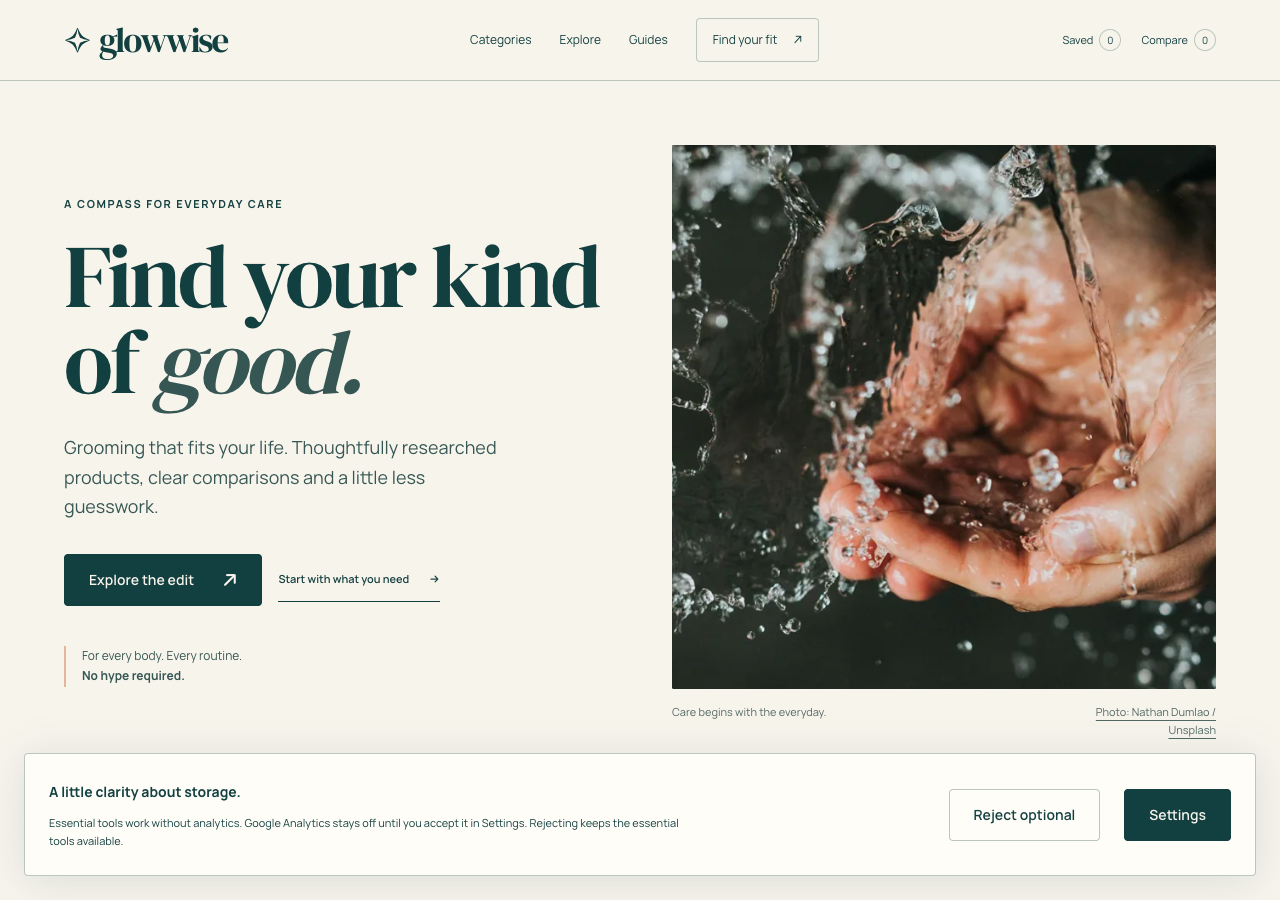 glowwise
Categories
Explore
Guides
Find your fit
Saved 0
Compare 0
A COMPASS FOR EVERYDAY CARE
Find your kind
of good.
Grooming that fits your life. Thoughtfully researched
products, clear comparisons and a little less
guesswork.
Explore the edit
Start with what you need
For every body. Every routine.
No hype required.
Care begins with the everyday.
Photo: Nathan Dumlao /
Unsplash
A little clarity about storage.
Essential tools work without analytics. Google Analytics stays off until you accept it in Settings. Rejecting keeps the essential
tools available.
Reject optional
Settings